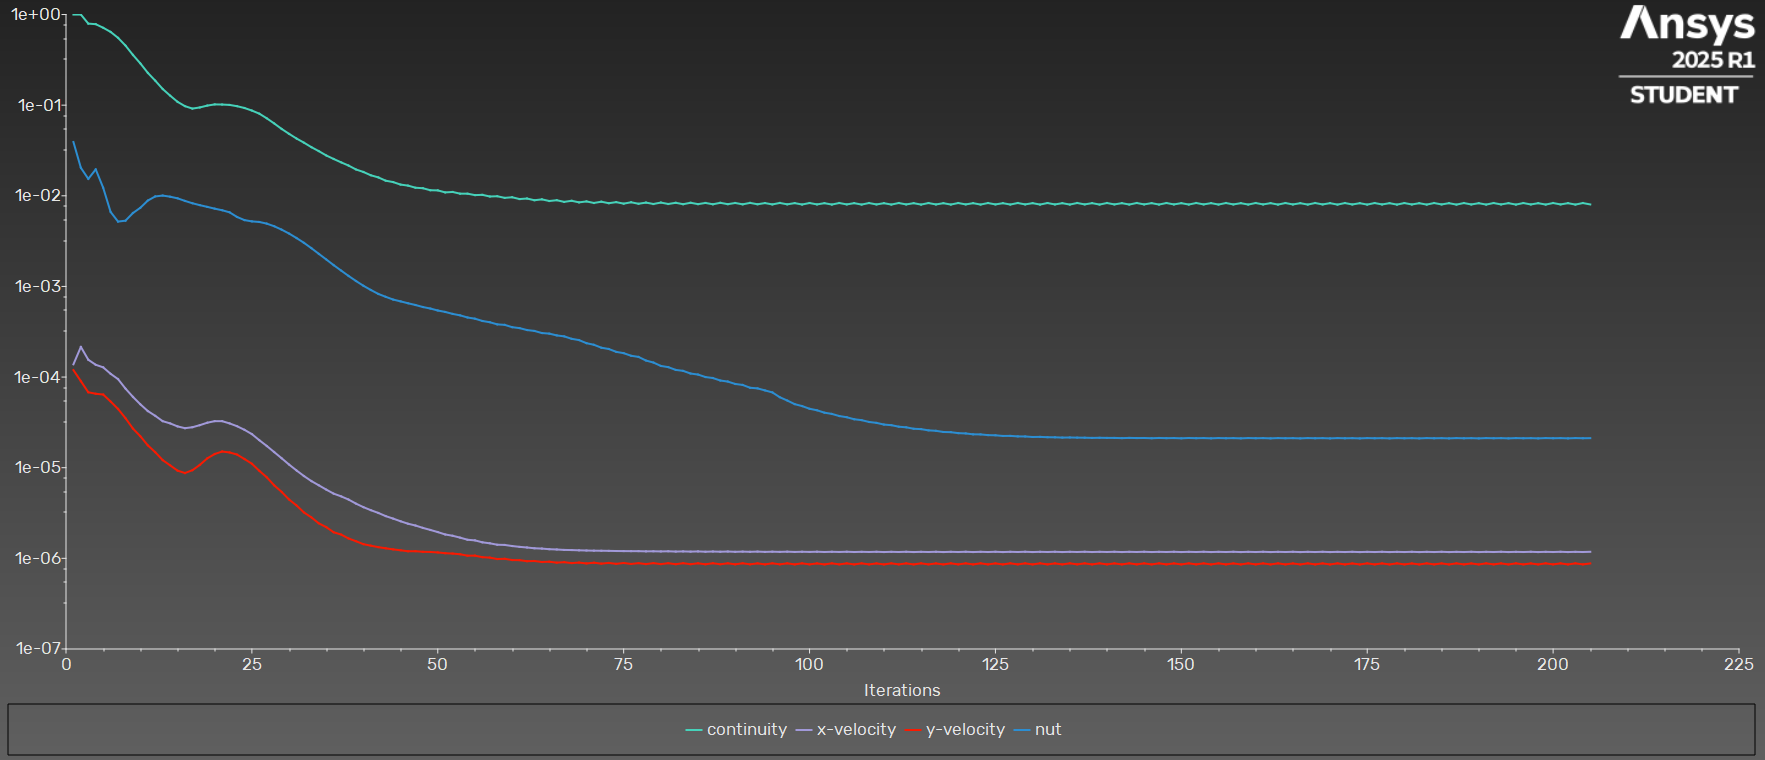 1e+00
1e-01
1e-02
1e-03
1e-04
1e-05
1e-06
1e-07
0 25 50 75 100 125 150 175 200 225
Iterations
continuity x-velocity y-velocity nut
Ansys
2025 R1
STUDENT